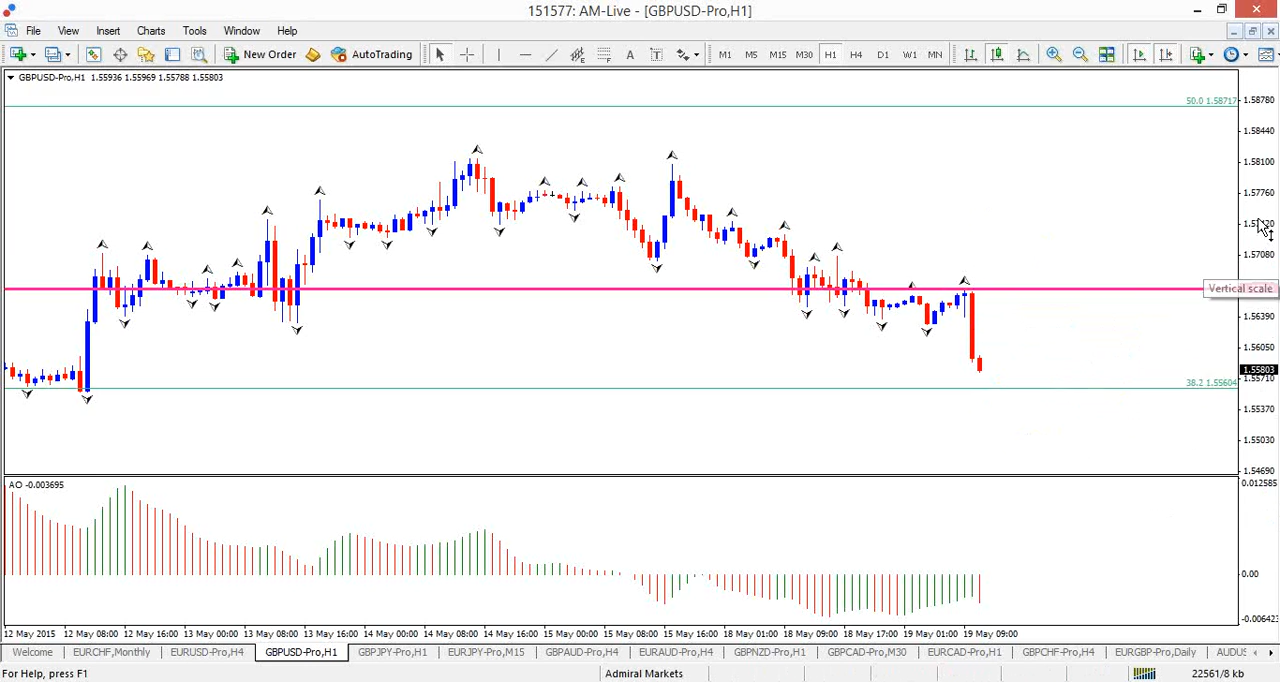 151577: AM-Live - [GBPUSD-Pro,H1]
File View Insert Charts Tools Window Help
New Order AutoTrading A T M1 M5 M15 M30 H1 H4 D1 W1 MN
GBPUSD-Pro,H1 1.55936 1.55969 1.55788 1.55803
50.0 1.58717
1.58780
1.58440
1.58100
1.57760
1.57080
Vertical scale
1.56390
1.56050
1.55803
1.55710
38.2 1.55604
1.55370
1.55030
1.54690
AO -0.003695
0.012585
0.00
-0.006423
12 May 2015 12 May 08:00 12 May 16:00 13 May 00:00 13 May 08:00 13 May 16:00 14 May 00:00 14 May 08:00 14 May 16:00 15 May 00:00 15 May 08:00 15 May 16:00 18 May 01:00 18 May 09:00 18 May 17:00 19 May 01:00 19 May 09:00
Welcome EURCHF,Monthly EURUSD-Pro,H4 GBPUSD-Pro,H1 GBPJPY-Pro,H1 EURJPY-Pro,M15 GBPAUD-Pro,H4 EURAUD-Pro,H4 GBPNZD-Pro,H1 GBPCAD-Pro,M30 EURCAD-Pro,H1 GBPCHF-Pro,H4 EURGBP-Pro,Daily AUDUS
For Help, press F1 Admiral Markets 22561/8 kb